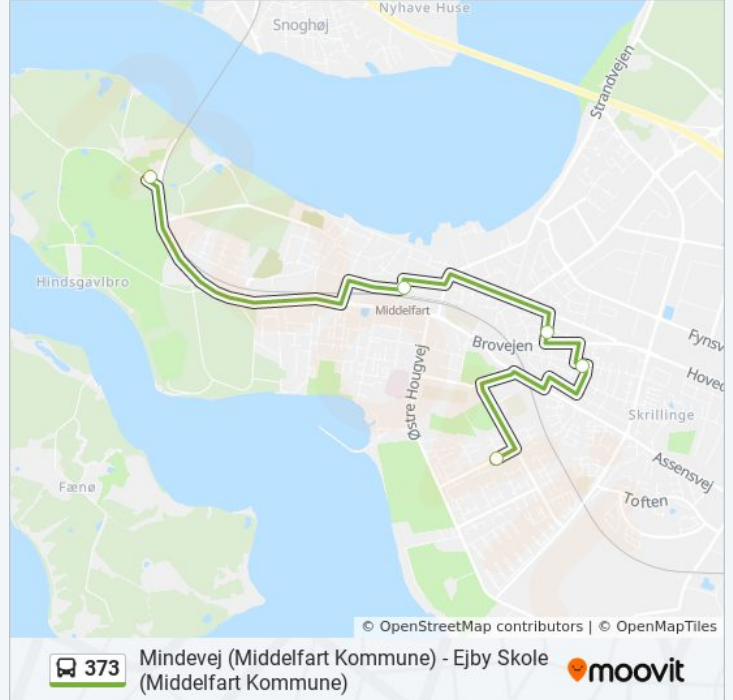 Nyhave Huse
Snoghøj
Strandvejen
Hindsgavlbro
Middelfart
Brovejen
Fynsv
Østre Hougvej
Hoved
Skrillinge
Assensvej
Fænø
Toften
© OpenStreetMap contributors | © OpenMapTiles
373
Mindevej (Middelfart Kommune) - Ejby Skole
(Middelfart Kommune)
moovit